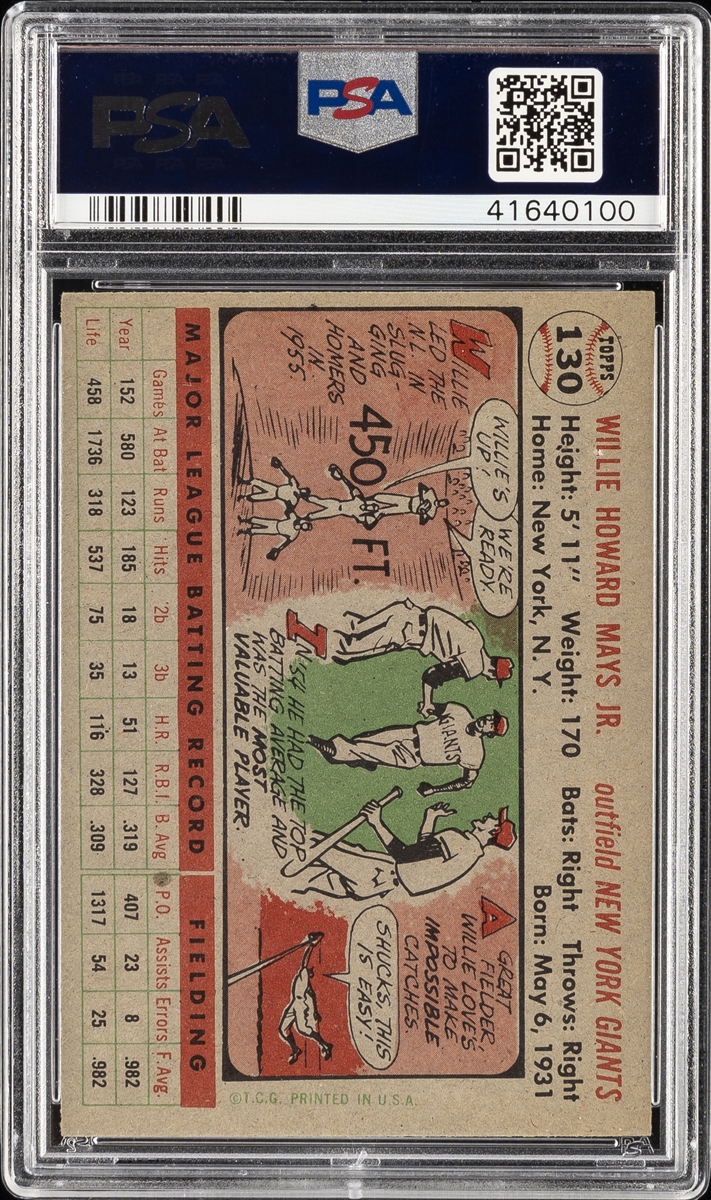 PSA
PSA
41640100
TOPPS
130
WILLIE HOWARD MAYS JR. outfield NEW YORK GIANTS
Height: 5' 11" Weight: 170 Bats: Right Throws: Right
Home: New York, N. Y. Born: May 6, 1931
WILLIE
LED THE
N.L. IN
SLUG-
GING
AND
HOMERS
IN
1955.
WILLIE'S
UP!
WE'RE
READY.
450 FT.
GIANTS
IN '54 HE HAD THE TOP
BATTING AVERAGE AND
WAS THE MOST
VALUABLE PLAYER.
A GREAT
FIELDER,
WILLIE LOVE'S
TO MAKE
IMPOSSIBLE
CATCHES.
SHUCKS, THIS
IS EASY!
MAJOR LEAGUE BATTING RECORD FIELDING
Games At Bat Runs Hits 2b 3b H.R. R.B.I. B. Avg P.O. Assists Errors F. Avg.
Year 152 580 123 185 18 13 51 127 .319 407 23 8 .982
Life 458 1736 318 537 75 35 116 328 .309 1317 54 25 .982
©T.C.G. PRINTED IN U.S.A.